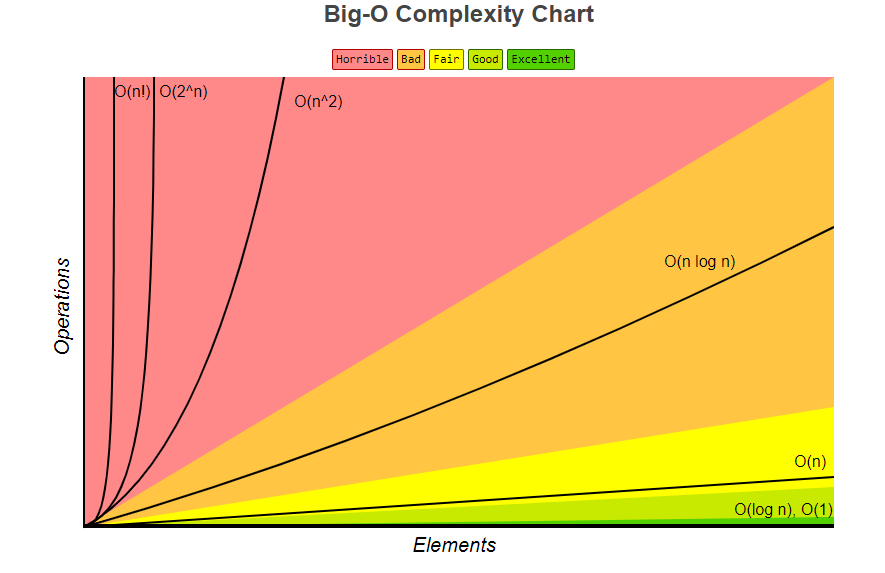 Big-O Complexity Chart
Horrible Bad Fair Good Excellent
O(n!) O(2^n)
O(n^2)
O(n log n)
O(n)
O(log n), O(1)
Operations
Elements